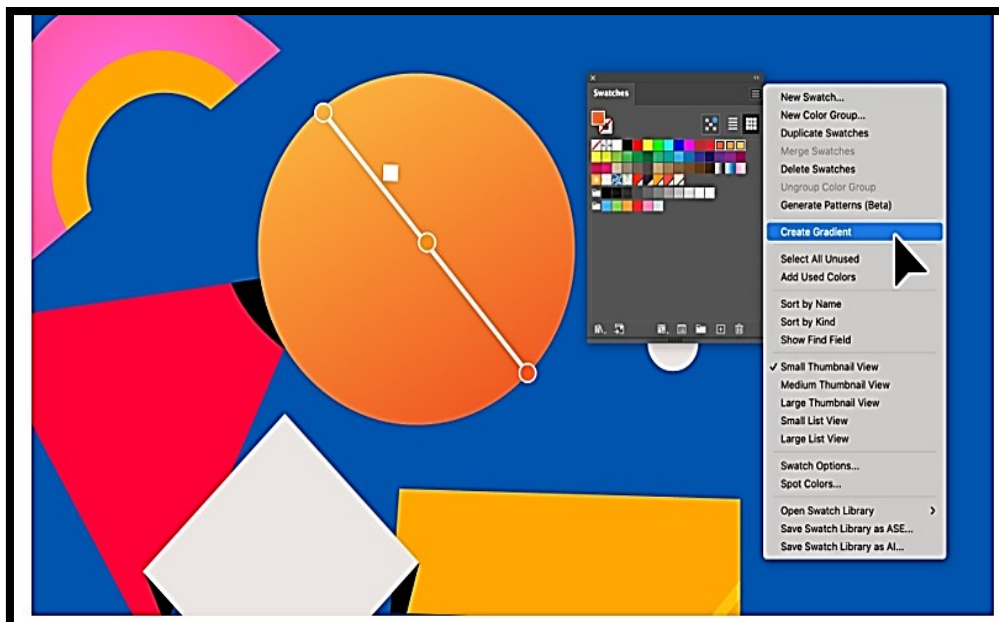 Swatches
New Swatch...
New Color Group...
Duplicate Swatches
Merge Swatches
Delete Swatches
Ungroup Color Group
Generate Patterns (Beta)
Create Gradient
Select All Unused
Add Used Colors
Sort by Name
Sort by Kind
Show Find Field
Small Thumbnail View
Medium Thumbnail View
Large Thumbnail View
Small List View
Large List View
Swatch Options...
Spot Colors...
Open Swatch Library
Save Swatch Library as ASE...
Save Swatch Library as AI...